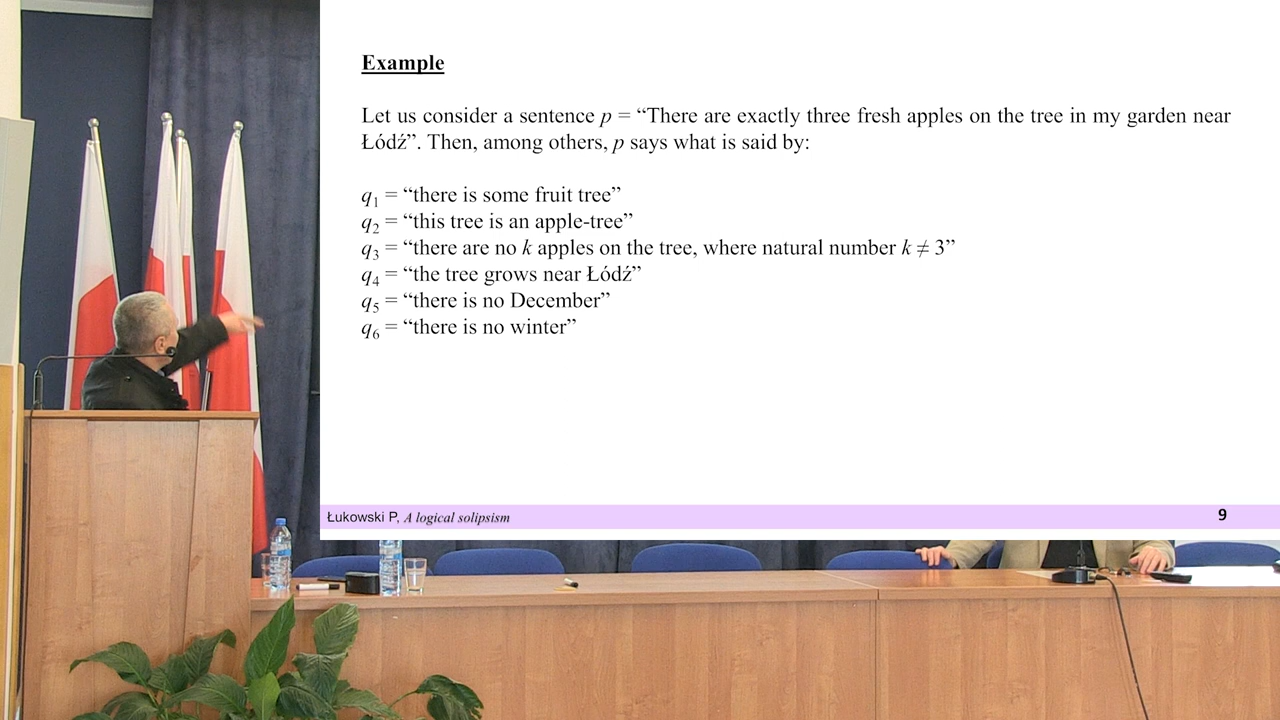 Example
Let us consider a sentence p = “There are exactly three fresh apples on the tree in my garden near
Łódź”. Then, among others, p says what is said by:
q1 = “there is some fruit tree”
q2 = “this tree is an apple-tree”
q3 = “there are no k apples on the tree, where natural number k ≠ 3”
q4 = “the tree grows near Łódź”
q5 = “there is no December”
q6 = “there is no winter”
Łukowski P, A logical solipsism
9